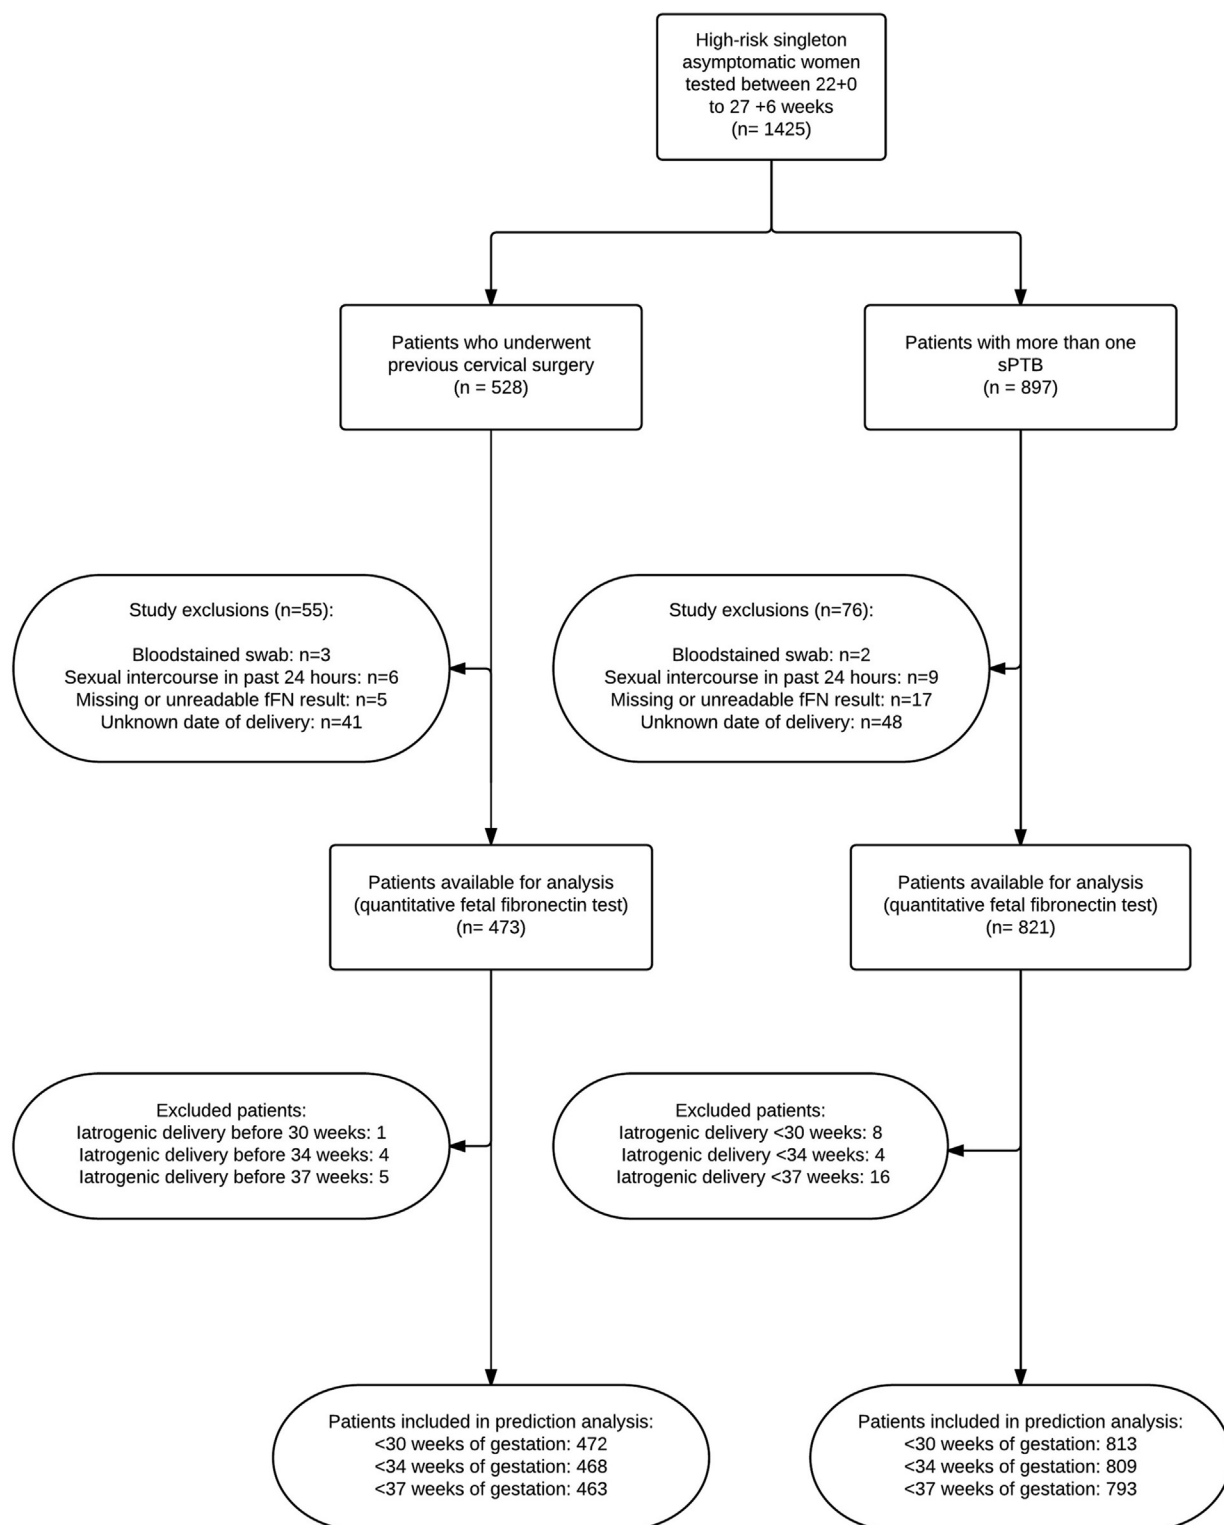 High-risk singleton
asymptomatic women
tested between 22+0
to 27 +6 weeks
(n= 1425)
Patients who underwent
previous cervical surgery
(n = 528)
Patients with more than one
sPTB
(n = 897)
Study exclusions (n=55):
Bloodstained swab: n=3
Sexual intercourse in past 24 hours: n=6
Missing or unreadable fFN result: n=5
Unknown date of delivery: n=41
Study exclusions (n=76):
Bloodstained swab: n=2
Sexual intercourse in past 24 hours: n=9
Missing or unreadable fFN result: n=17
Unknown date of delivery: n=48
Patients available for analysis
(quantitative fetal fibronectin test)
(n= 473)
Patients available for analysis
(quantitative fetal fibronectin test)
(n= 821)
Excluded patients:
Iatrogenic delivery before 30 weeks: 1
Iatrogenic delivery before 34 weeks: 4
Iatrogenic delivery before 37 weeks: 5
Excluded patients:
Iatrogenic delivery <30 weeks: 8
Iatrogenic delivery <34 weeks: 4
Iatrogenic delivery <37 weeks: 16
Patients included in prediction analysis:
<30 weeks of gestation: 472
<34 weeks of gestation: 468
<37 weeks of gestation: 463
Patients included in prediction analysis:
<30 weeks of gestation: 813
<34 weeks of gestation: 809
<37 weeks of gestation: 793